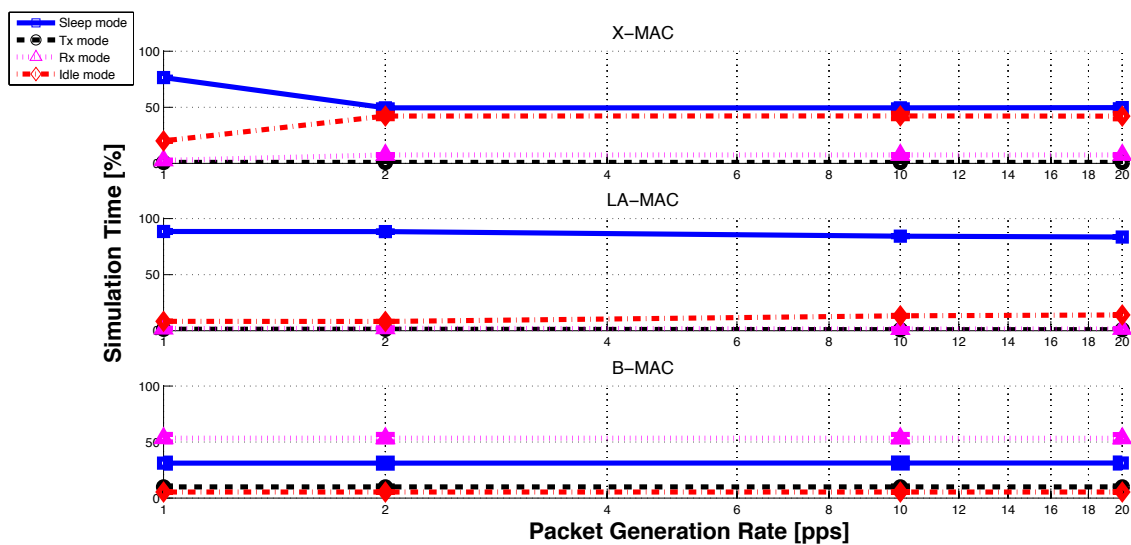 Sleep mode
Tx mode
Rx mode
Idle mode
X−MAC
100
50
0
1 2 4 6 8 10 12 14 16 18 20
LA−MAC
100
50
0
1 2 4 6 8 10 12 14 16 18 20
B−MAC
100
50
0
1 2 4 6 8 10 12 14 16 18 20
Simulation Time [%]
Packet Generation Rate [pps]